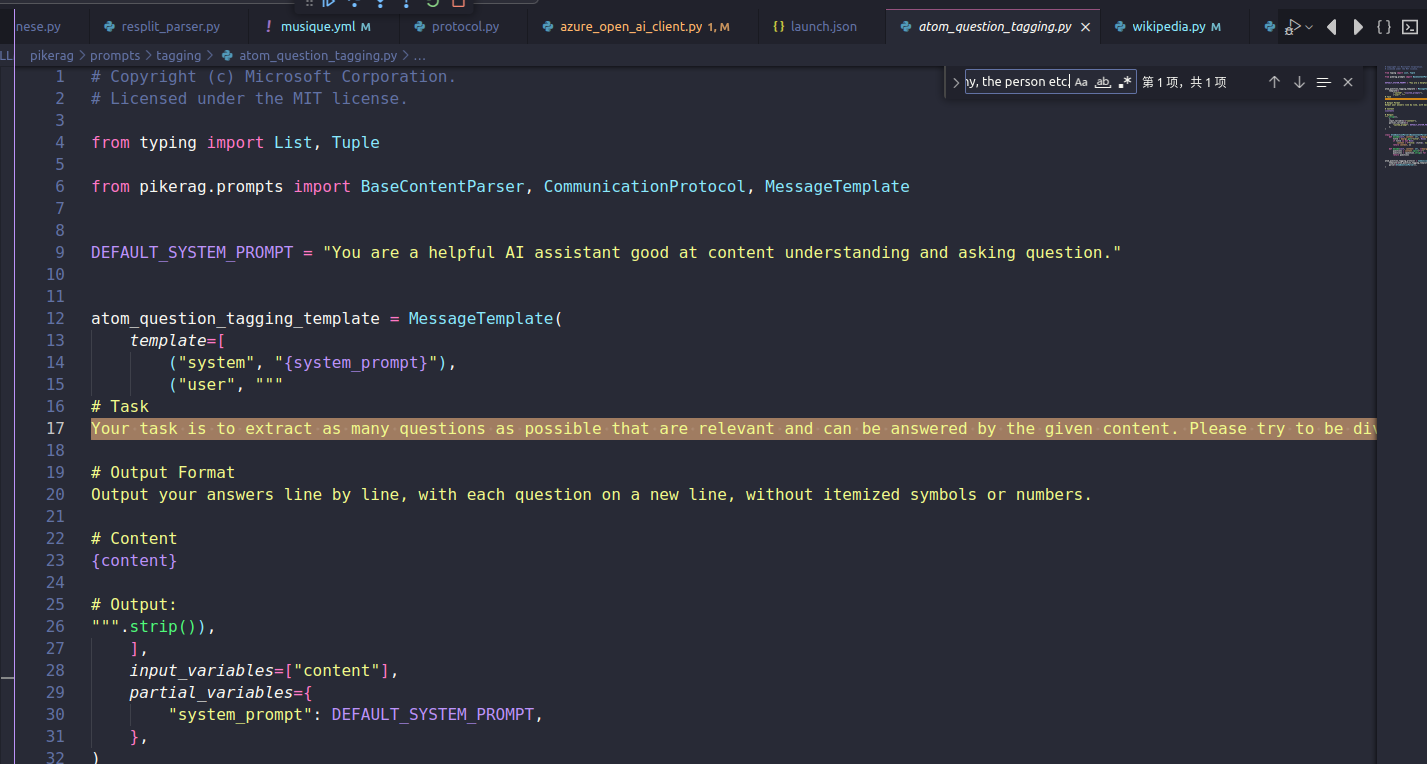 nese.py resplit_parser.py ! musique.yml M protocol.py azure_open_ai_client.py 1, M {} launch.json atom_question_tagging.py wikipedia.py M
LL pikerag > prompts > tagging > atom_question_tagging.py > ...
y, the person etc Aa ab .* 第 1 项，共 1 项
1 # Copyright (c) Microsoft Corporation.
2 # Licensed under the MIT license.
3
4 from typing import List, Tuple
5
6 from pikerag.prompts import BaseContentParser, CommunicationProtocol, MessageTemplate
7
8
9 DEFAULT_SYSTEM_PROMPT = "You are a helpful AI assistant good at content understanding and asking question."
10
11
12 atom_question_tagging_template = MessageTemplate(
13     template=[
14         ("system", "{system_prompt}"),
15         ("user", """
16 # Task
17 Your task is to extract as many questions as possible that are relevant and can be answered by the given content. Please try to be div
18
19 # Output Format
20 Output your answers line by line, with each question on a new line, without itemized symbols or numbers.
21
22 # Content
23 {content}
24
25 # Output:
26 """.strip()),
27     ],
28     input_variables=["content"],
29     partial_variables={
30         "system_prompt": DEFAULT_SYSTEM_PROMPT,
31     },
32 )